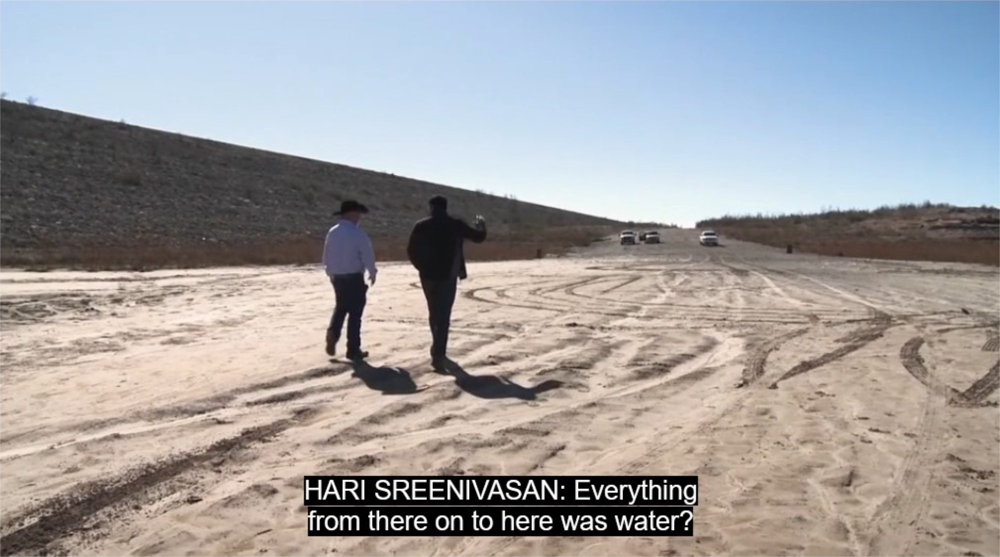 HARI SREENIVASAN: Everything
from there on to here was water?